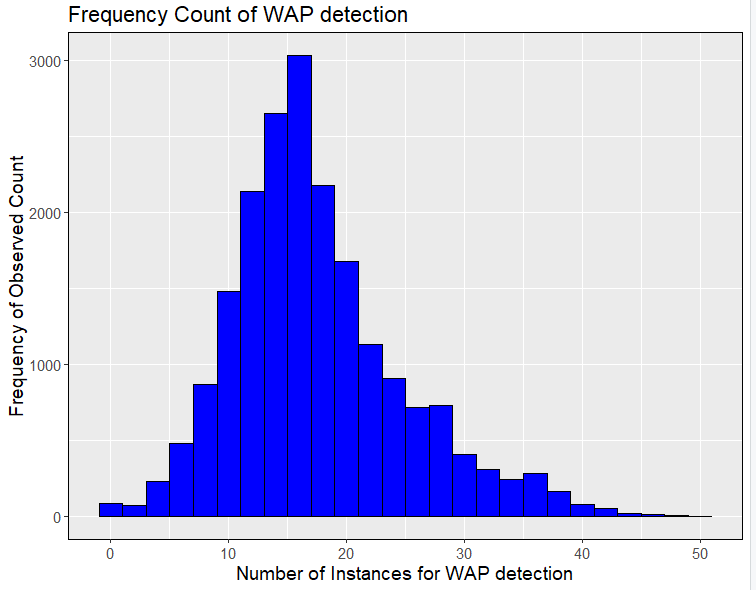 Frequency Count of WAP detection
Frequency of Observed Count
3000
2000
1000
0
0 10 20 30 40 50
Number of Instances for WAP detection